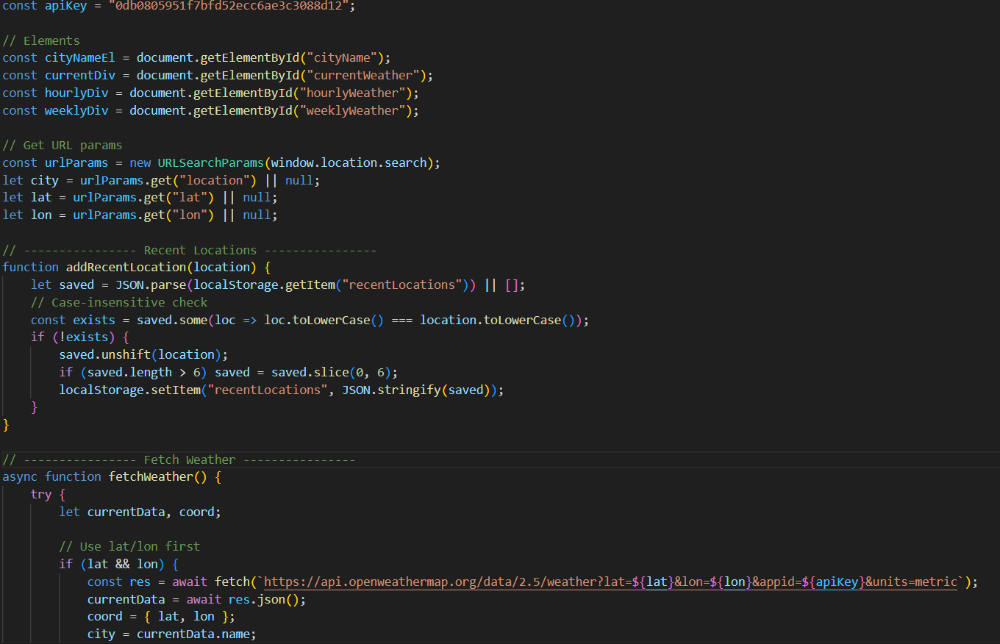 const apiKey = "0db0805951f7bfd52ecc6ae3c3088d12";
// Elements
const cityNameEl = document.getElementById("cityName");
const currentDiv = document.getElementById("currentWeather");
const hourlyDiv = document.getElementById("hourlyWeather");
const weeklyDiv = document.getElementById("weeklyWeather");
// Get URL params
const urlParams = new URLSearchParams(window.location.search);
let city = urlParams.get("location") || null;
let lat = urlParams.get("lat") || null;
let lon = urlParams.get("lon") || null;
// ---------------- Recent Locations ----------------
function addRecentLocation(location) {
    let saved = JSON.parse(localStorage.getItem("recentLocations")) || [];
    // Case-insensitive check
    const exists = saved.some(loc => loc.toLowerCase() === location.toLowerCase());
    if (!exists) {
        saved.unshift(location);
        if (saved.length > 6) saved = saved.slice(0, 6);
        localStorage.setItem("recentLocations", JSON.stringify(saved));
    }
}
// ---------------- Fetch Weather ----------------
async function fetchWeather() {
    try {
        let currentData, coord;
        // Use lat/lon first
        if (lat && lon) {
            const res = await fetch(`https://api.openweathermap.org/data/2.5/weather?lat=${lat}&lon=${lon}&appid=${apiKey}&units=metric`);
            currentData = await res.json();
            coord = { lat, lon };
            city = currentData.name;